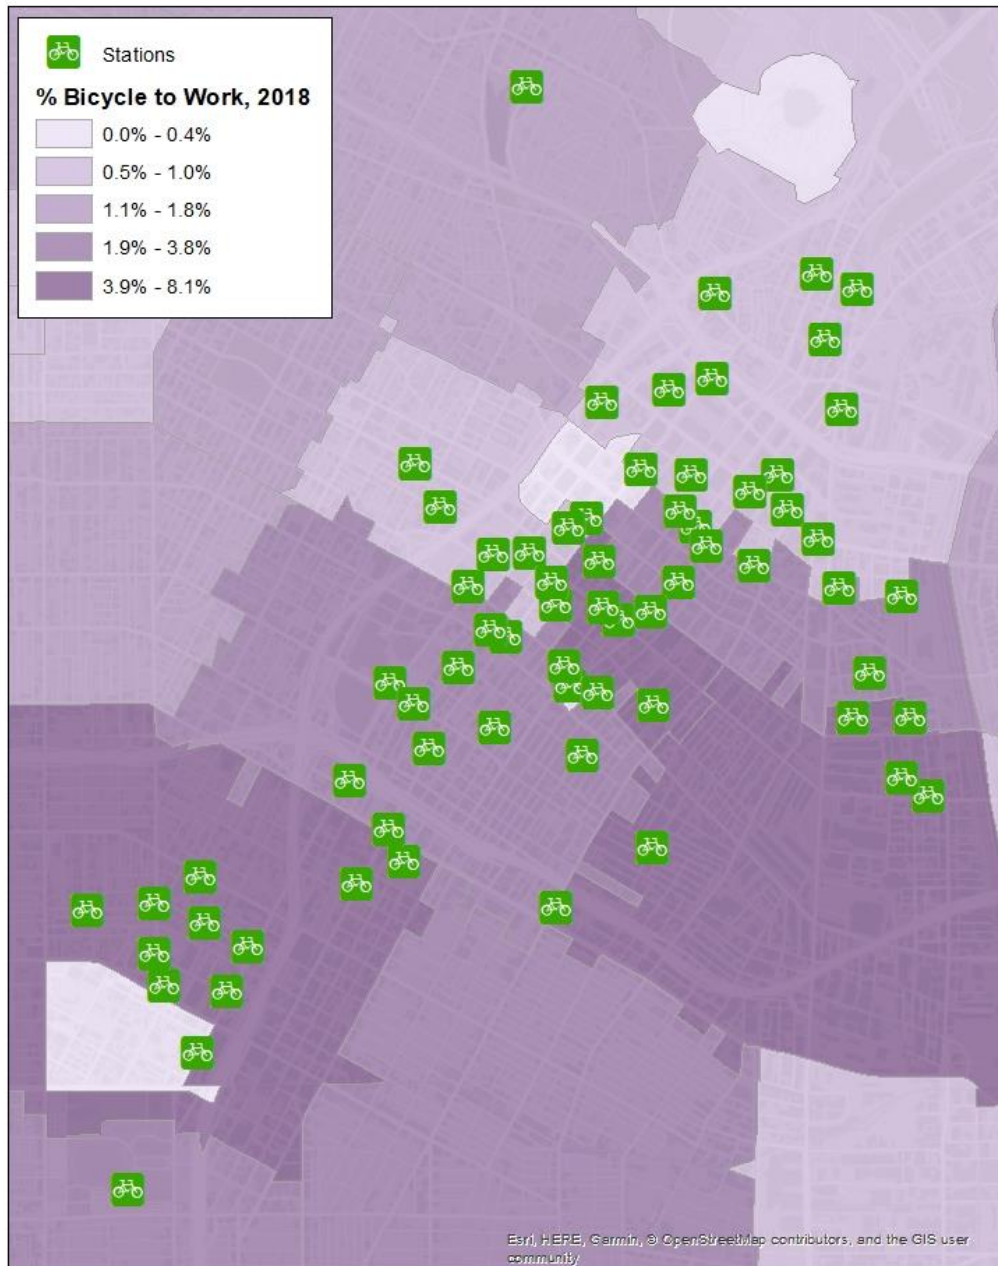 Stations
% Bicycle to Work, 2018
0.0% - 0.4%
0.5% - 1.0%
1.1% - 1.8%
1.9% - 3.8%
3.9% - 8.1%
Esri, HERE, Garmin, © OpenStreetMap contributors, and the GIS user
community